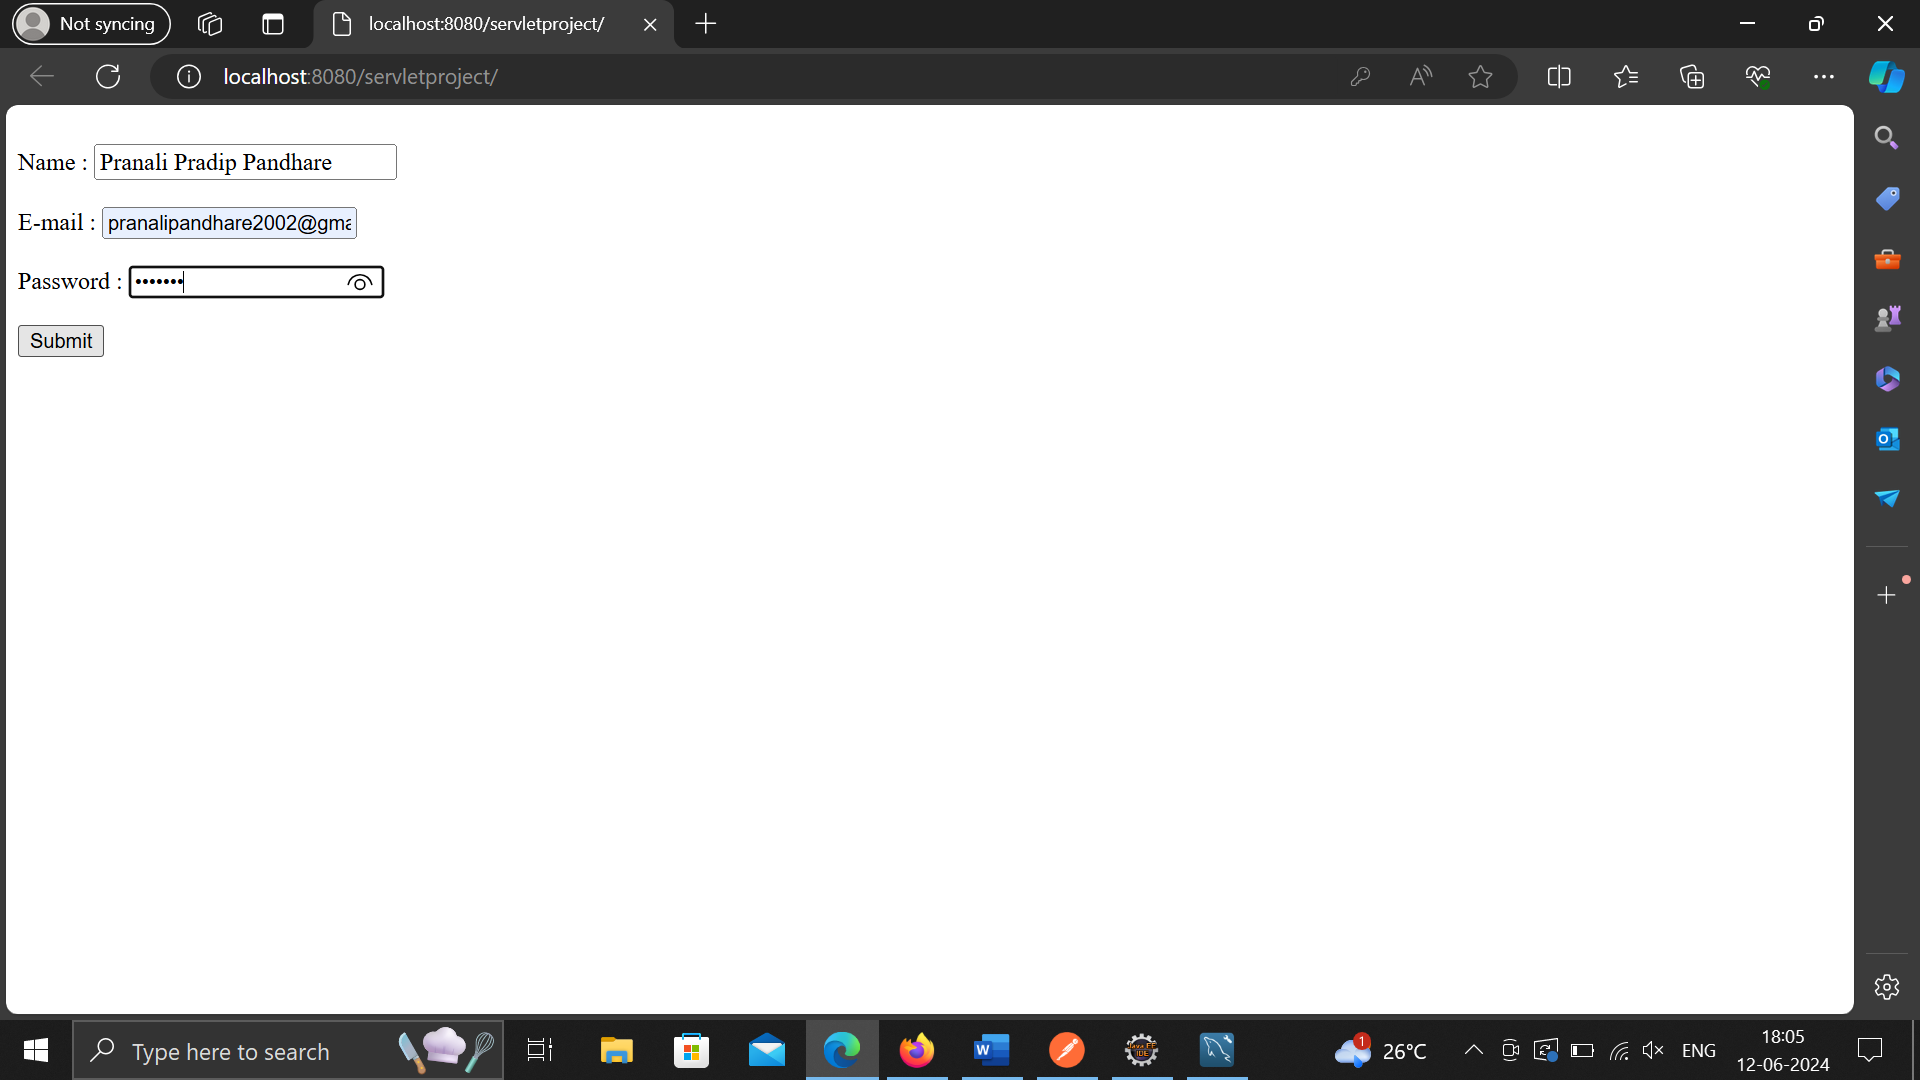 Not syncing
localhost:8080/servletproject/
localhost:8080/servletproject/
Name : Pranali Pradip Pandhare
E-mail : pranalipandhare2002@gma
Password : •••••••
Submit
Type here to search
1
26°C
ENG
18:05
12-06-2024